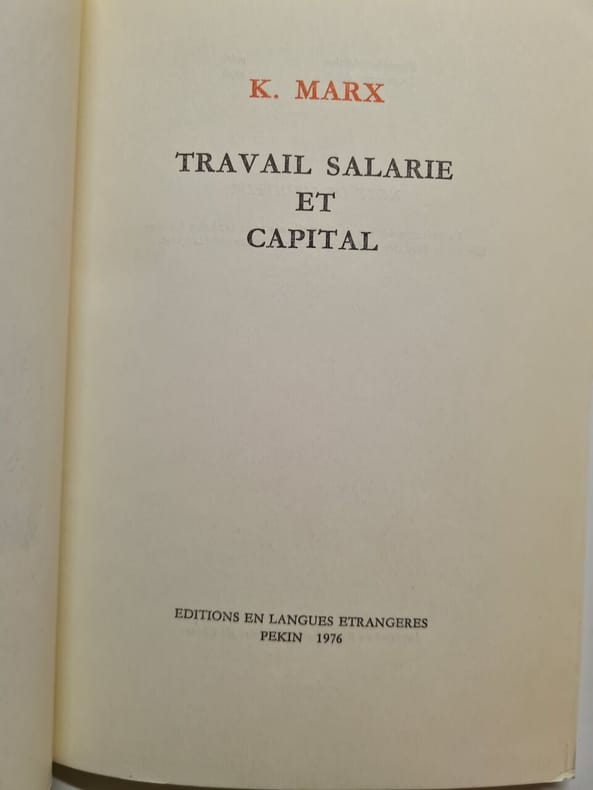 K. MARX
TRAVAIL SALARIE
ET
CAPITAL
EDITIONS EN LANGUES ETRANGERES
PEKIN 1976